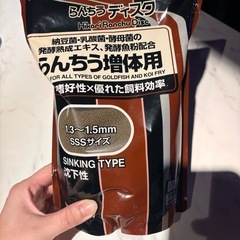 らんちうディスク
Hikari Ranchu Disc
納豆菌・乳酸菌・酵母菌の
発酵熟成エキス、発酵魚粉配合
らんちう増体用
FOR ALL TYPES OF GOLDFISH AND KOI FRY
嗜好性×優れた飼料効率
1.3～1.5mm
SSSサイズ
SINKING TYPE
沈下性